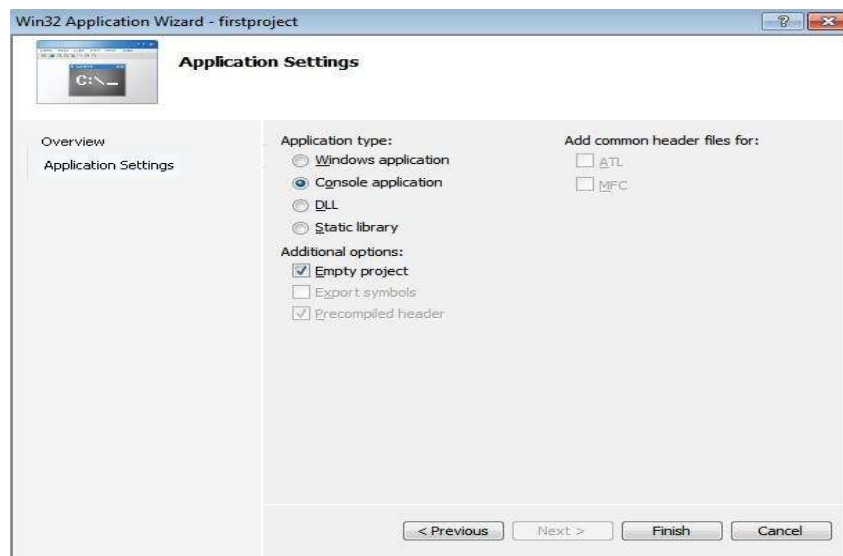 Win32 Application Wizard - firstproject
Application Settings
C:\_
Overview
Application Settings
Application type:
Windows application
Console application
DLL
Static library
Additional options:
Empty project
Export symbols
Precompiled header
Add common header files for:
ATL
MFC
< Previous
Next >
Finish
Cancel